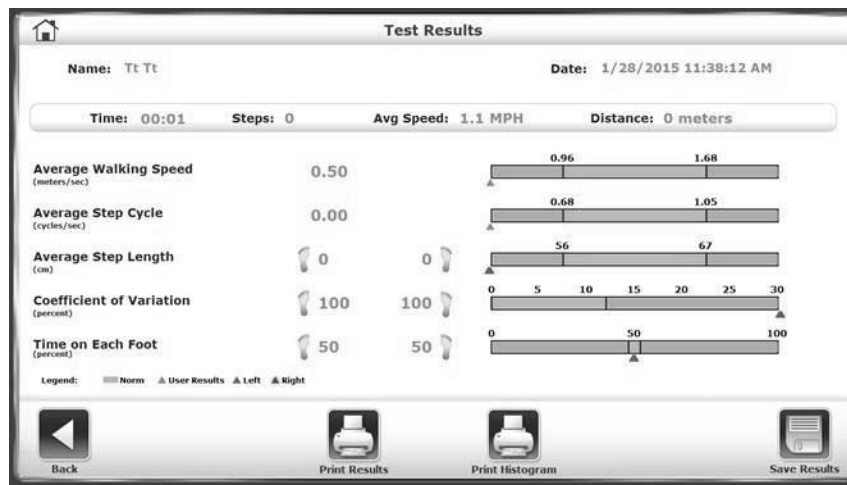 Test Results
Name: Tt Tt Date: 1/28/2015 11:38:12 AM
Time: 00:01 Steps: 0 Avg Speed: 1.1 MPH Distance: 0 meters
Average Walking Speed 0.50 0.96 1.68
(meters/sec)
Average Step Cycle 0.00 0.68 1.05
(cycles/sec)
Average Step Length 0 0 56 67
(cm)
Coefficient of Variation 100 100 0 5 10 15 20 25 30
(percent)
Time on Each Foot 50 50 0 50 100
(percent)
Legend: Norm User Results Left Right
Back Print Results Print Histogram Save Results